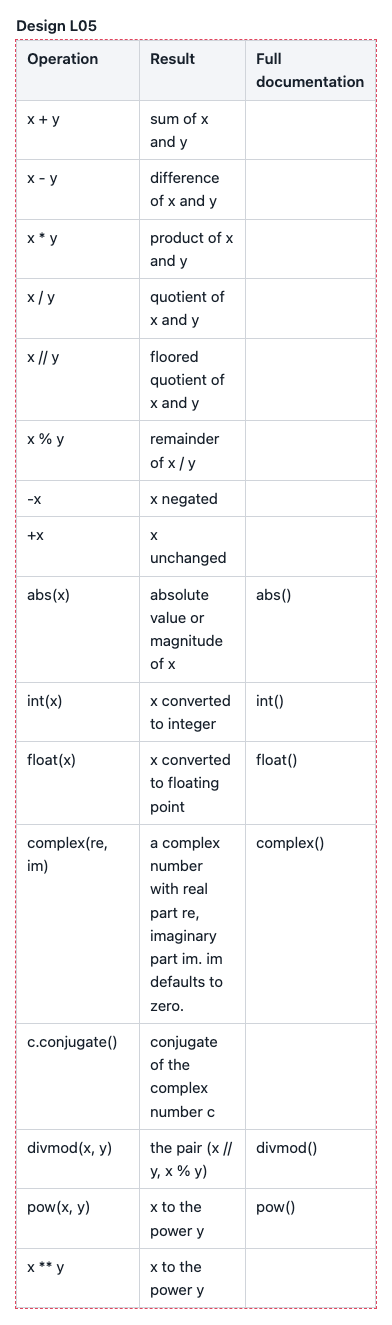 Design L05
Operation Result Full
documentation
x + y sum of x
and y
x - y difference
of x and y
x * y product of x
and y
x / y quotient of
x and y
x // y floored
quotient of
x and y
x % y remainder
of x / y
-x x negated
+x x
unchanged
abs(x) absolute abs()
value or
magnitude
of x
int(x) x converted int()
to integer
float(x) x converted float()
to floating
point
complex(re, a complex complex()
im) number
with real
part re,
imaginary
part im. im
defaults to
zero.
c.conjugate() conjugate
of the
complex
number c
divmod(x, y) the pair (x // divmod()
y, x % y)
pow(x, y) x to the pow()
power y
x ** y x to the
power y